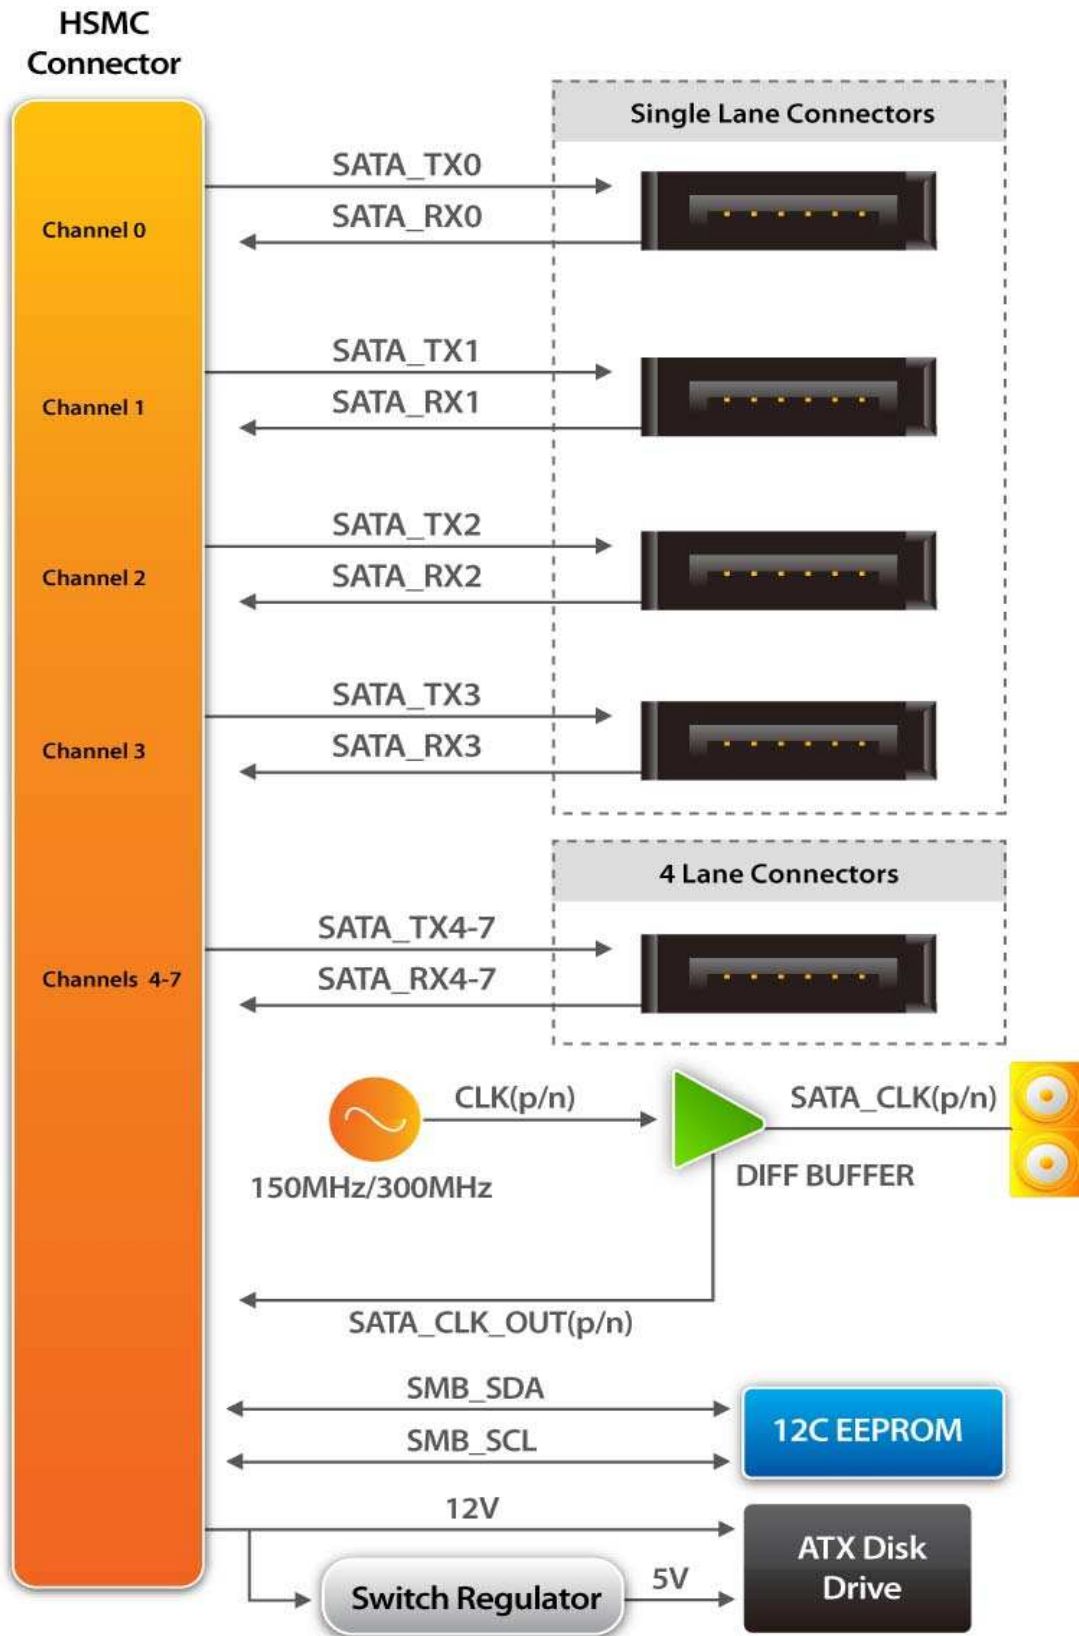 HSMC
Connector
Single Lane Connectors
SATA_TX0
SATA_RX0
Channel 0
SATA_TX1
SATA_RX1
Channel 1
SATA_TX2
SATA_RX2
Channel 2
SATA_TX3
SATA_RX3
Channel 3
4 Lane Connectors
SATA_TX4-7
SATA_RX4-7
Channels 4-7
CLK(p/n)
SATA_CLK(p/n)
150MHz/300MHz
DIFF BUFFER
SATA_CLK_OUT(p/n)
SMB_SDA
SMB_SCL
12C EEPROM
12V
ATX Disk
Drive
Switch Regulator
5V